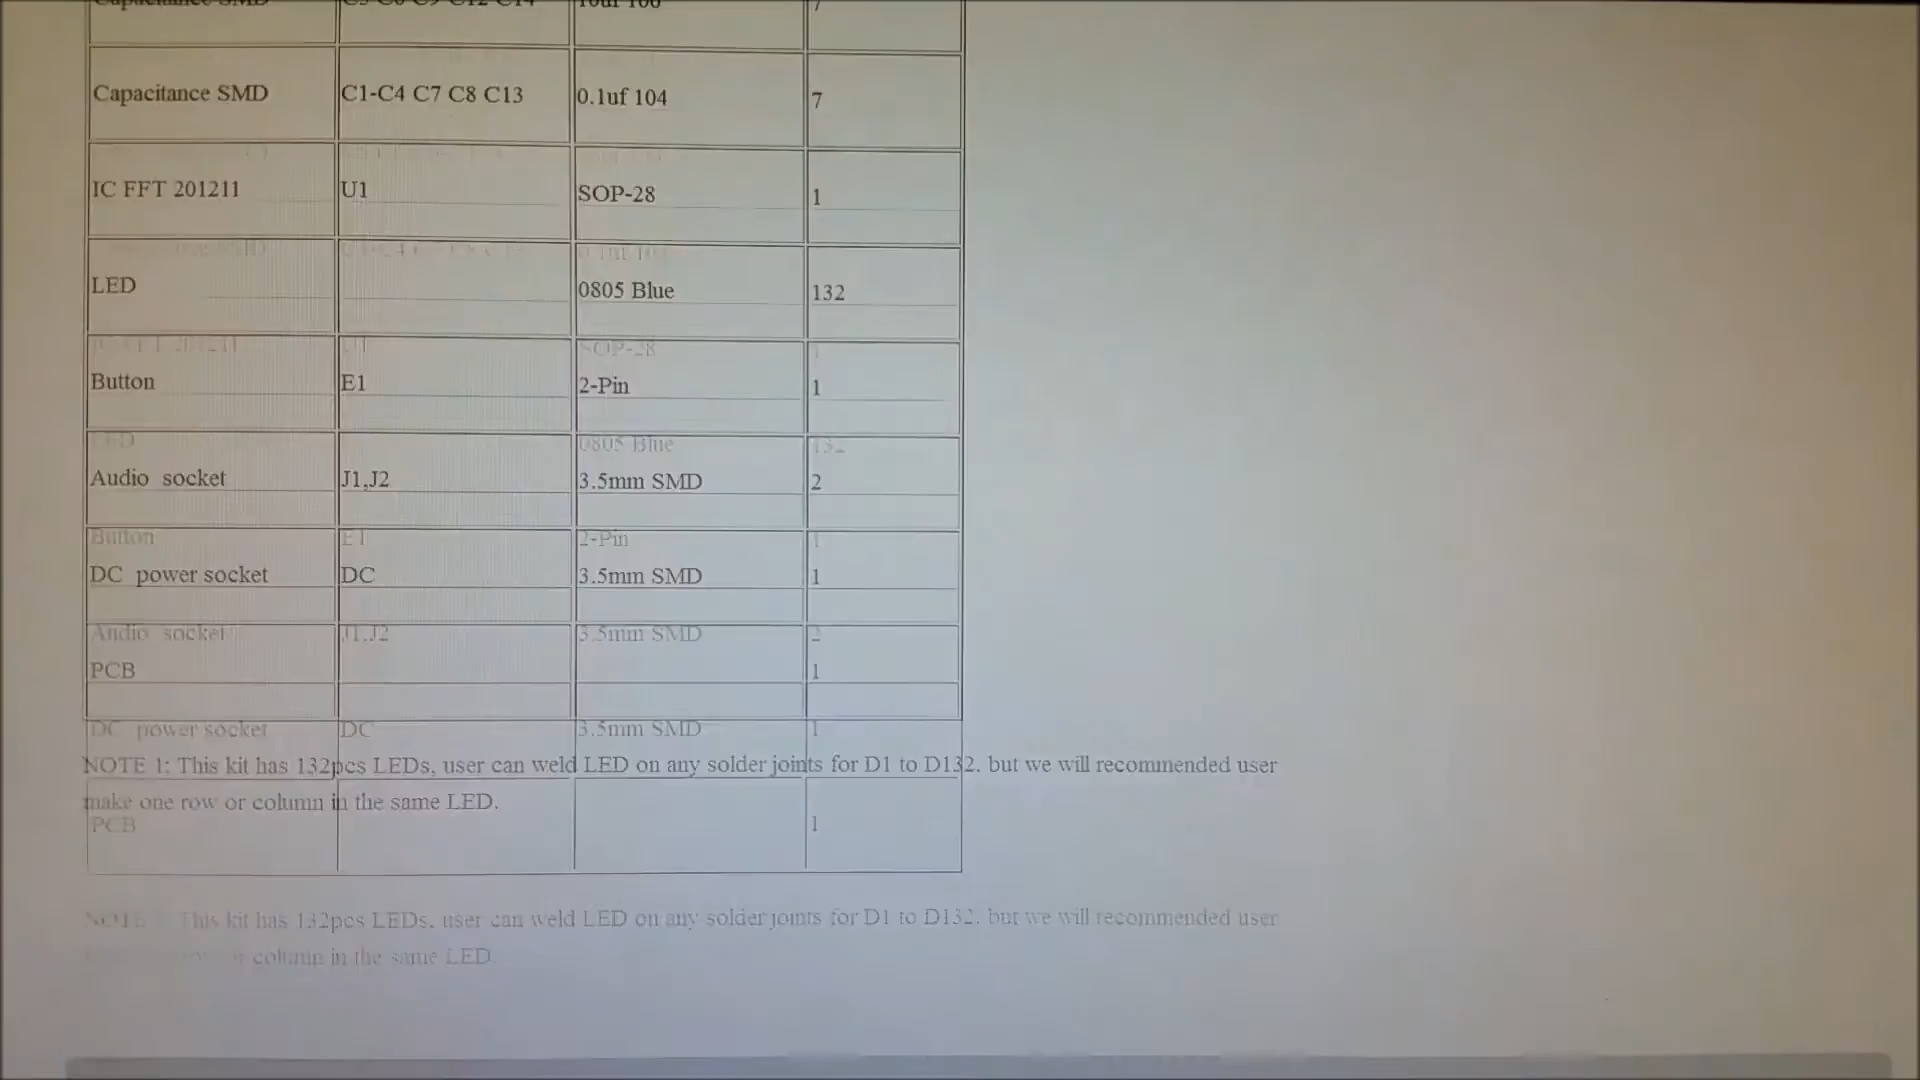 Capacitance SMD C1-C4 C7 C8 C13 0.1uf 104 7
IC FFT 201211 U1 SOP-28 1
LED 0805 Blue 132
Button E1 2-Pin 1
Audio socket J1,J2 3.5mm SMD 2
DC power socket DC 3.5mm SMD 1
PCB 1
NOTE 1: This kit has 132pcs LEDs, user can weld LED on any solder joints for D1 to D132. but we will recommended user
make one row or column in the same LED.